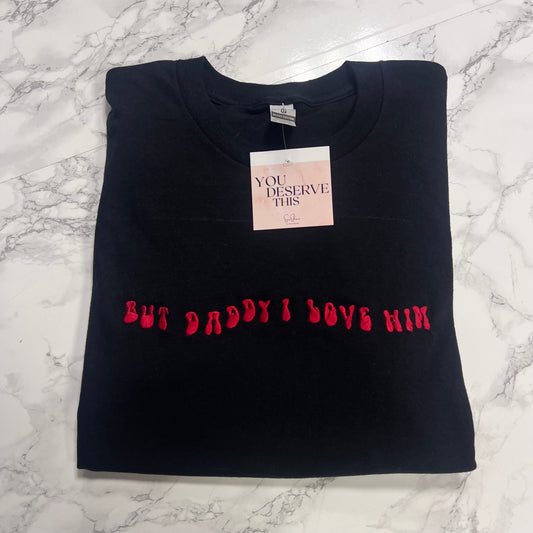 YOU
DESERVE
THIS
BUT DADDY I LOVE HIM